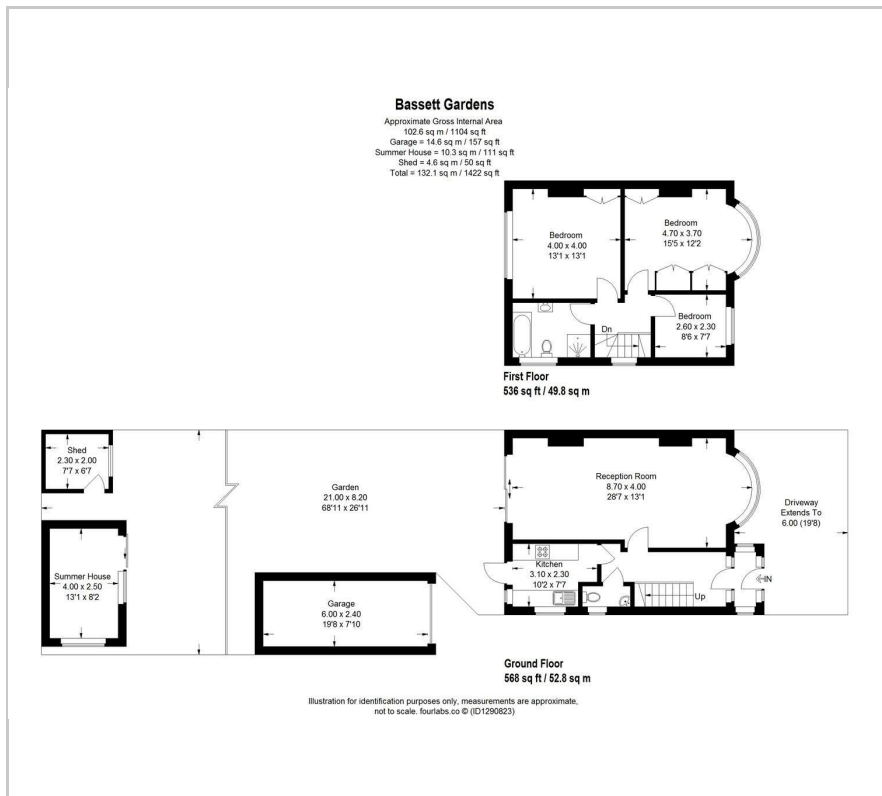 Bassett Gardens
Approximate Gross Internal Area
102.6 sq m / 1104 sq ft
Garage = 14.6 sq m / 157 sq ft
Summer House = 10.3 sq m / 111 sq ft
Shed = 4.6 sq m / 50 sq ft
Total = 132.1 sq m / 1422 sq ft
Bedroom
4.00 x 4.00
13'1 x 13'1
Bedroom
4.70 x 3.70
15'5 x 12'2
Bedroom
2.60 x 2.30
8'6 x 7'7
Dn
First Floor
536 sq ft / 49.8 sq m
Shed
2.30 x 2.00
7'7 x 6'7
Garden
21.00 x 8.20
68'11 x 26'11
Reception Room
8.70 x 4.00
28'7 x 13'1
Driveway
Extends To
6.00 (19'8)
Summer House
4.00 x 2.50
13'1 x 8'2
Garage
6.00 x 2.40
19'8 x 7'10
Kitchen
3.10 x 2.30
10'2 x 7'7
Up
IN
Ground Floor
568 sq ft / 52.8 sq m
Illustration for identification purposes only, measurements are approximate,
not to scale. fourlabs.co © (ID1290823)